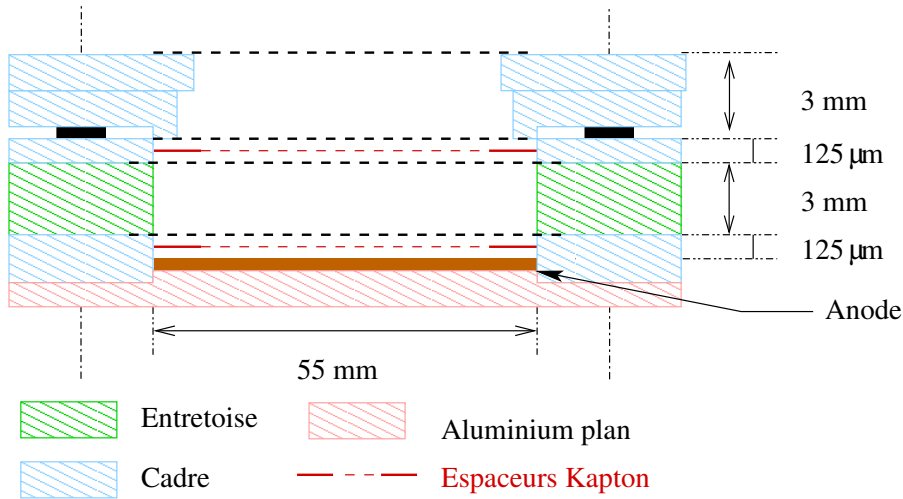 3 mm
125 μm
3 mm
125 μm
Anode
55 mm
Entretoise
Aluminium plan
Cadre
Espaceurs Kapton